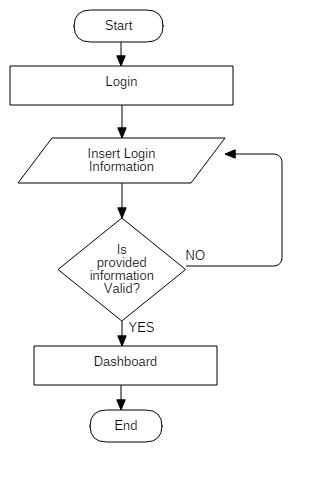 Start
Login
Insert Login
Information
Is
provided
information
Valid?
NO
YES
Dashboard
End